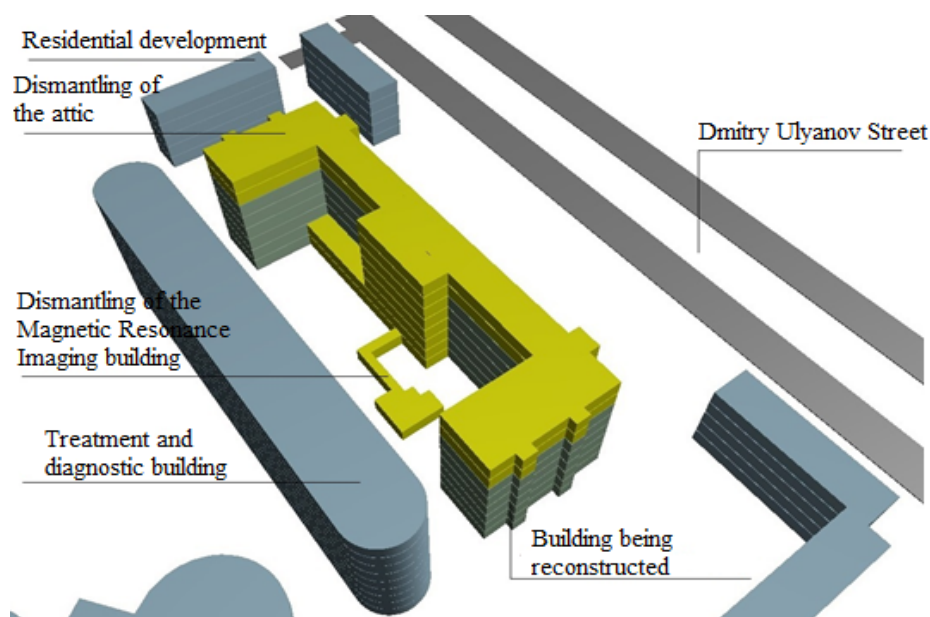 Residential development
Dismantling of
the attic
Dmitry Ulyanov Street
Dismantling of the
Magnetic Resonance
Imaging building
Treatment and
diagnostic building
Building being
reconstructed